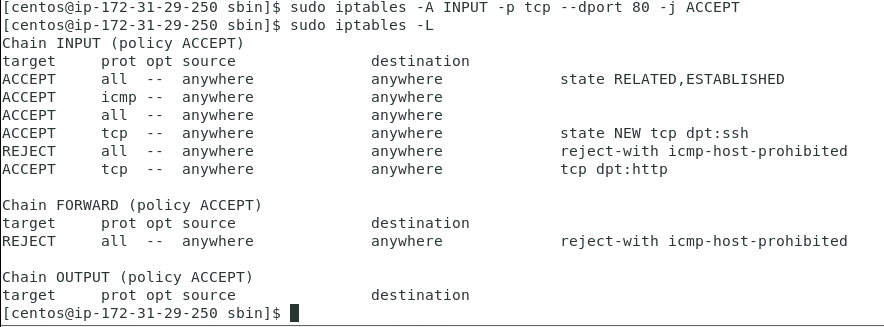 [centos@ip-172-31-29-250 sbin]$ sudo iptables -A INPUT -p tcp --dport 80 -j ACCEPT
[centos@ip-172-31-29-250 sbin]$ sudo iptables -L
Chain INPUT (policy ACCEPT)
target     prot opt source               destination
ACCEPT     all  --  anywhere             anywhere             state RELATED,ESTABLISHED
ACCEPT     icmp --  anywhere             anywhere
ACCEPT     all  --  anywhere             anywhere
ACCEPT     tcp  --  anywhere             anywhere             state NEW tcp dpt:ssh
REJECT     all  --  anywhere             anywhere             reject-with icmp-host-prohibited
ACCEPT     tcp  --  anywhere             anywhere             tcp dpt:http

Chain FORWARD (policy ACCEPT)
target     prot opt source               destination
REJECT     all  --  anywhere             anywhere             reject-with icmp-host-prohibited

Chain OUTPUT (policy ACCEPT)
target     prot opt source               destination
[centos@ip-172-31-29-250 sbin]$